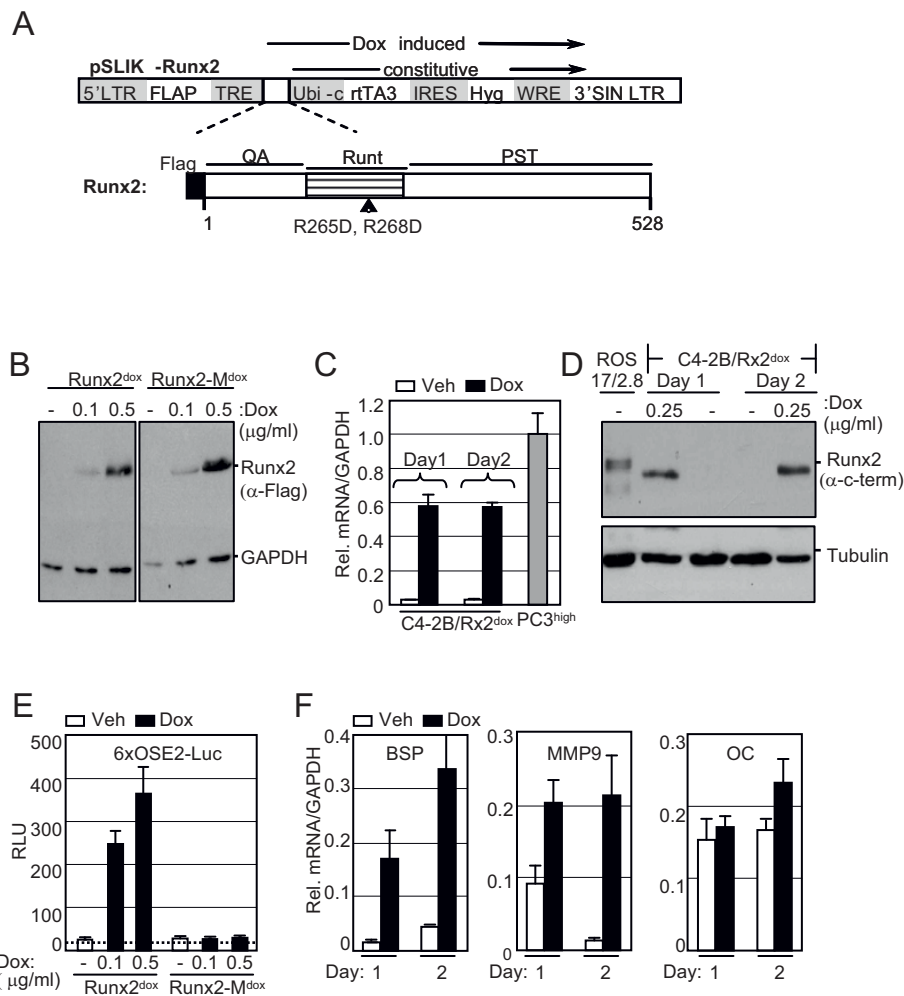 A
Dox induced
pSLIK -Runx2
constitutive
5'LTR FLAP TRE Ubi -c rtTA3 IRES Hyg WRE 3'SIN LTR
Flag QA Runt PST
Runx2:
1 R265D, R268D 528
B
Runx2dox Runx2-Mdox
- 0.1 0.5 - 0.1 0.5 :Dox
(μg/ml)
Runx2
(α-Flag)
GAPDH
C
Veh Dox
Rel. mRNA/GAPDH
1.2
1.0
0.8
0.6
0.4
0.2
0
Day1 Day2
C4-2B/Rx2dox PC3high
D
ROS C4-2B/Rx2dox
17/2.8 Day 1 Day 2
- 0.25 - - 0.25 :Dox
(μg/ml)
Runx2
(α-c-term)
Tubulin
E
Veh Dox
6xOSE2-Luc
RLU
500
400
300
200
100
0
Dox: - 0.1 0.5 - 0.1 0.5
( μg/ml) Runx2dox Runx2-Mdox
F
Veh Dox
Rel. mRNA/GAPDH
BSP
0.4
0.3
0.2
0.1
0
Day: 1 2
MMP9
0.3
0.2
0.1
0
Day: 1 2
OC
0.3
0.2
0.1
0
Day: 1 2